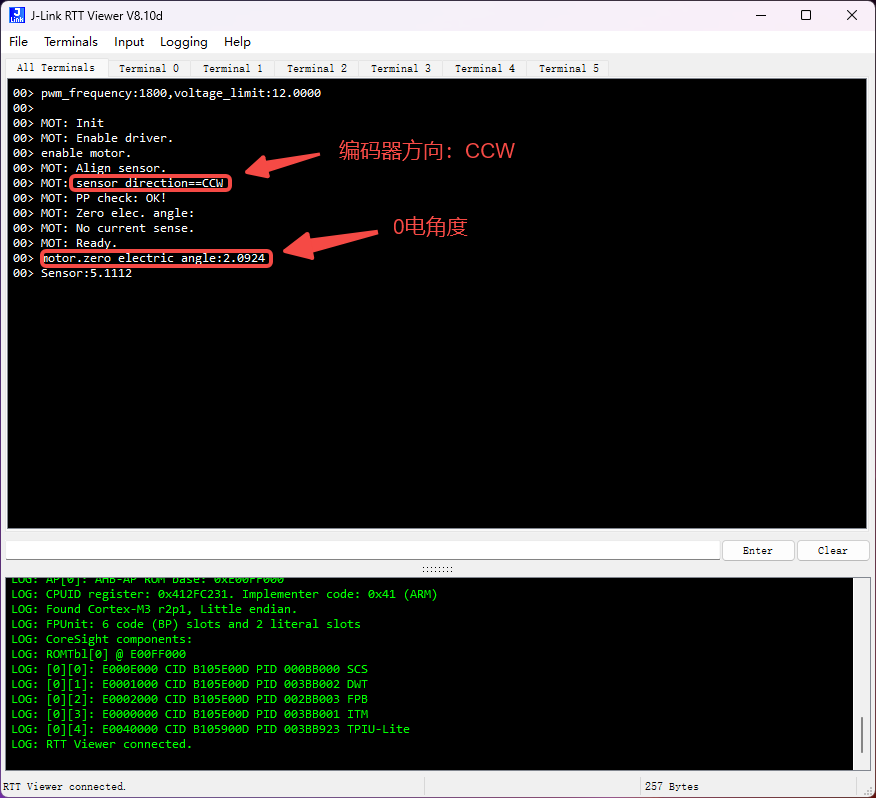 J-Link RTT Viewer V8.10d
File Terminals Input Logging Help
All Terminals Terminal 0 Terminal 1 Terminal 2 Terminal 3 Terminal 4 Terminal 5
00> pwm_frequency:1800,voltage_limit:12.0000
00>
00> MOT: Init
00> MOT: Enable driver.
00> enable motor.
编码器方向：CCW
00> MOT: Align sensor.
00> MOT: sensor direction==CCW
00> MOT: PP check: OK!
00> MOT: Zero elec. angle:
0电角度
00> MOT: No current sense.
00> MOT: Ready.
00> motor.zero electric angle:2.0924
00> Sensor:5.1112
Enter Clear
LOG: AP[0]: AHB-AP ROM base: 0xE00FF000
LOG: CPUID register: 0x412FC231. Implementer code: 0x41 (ARM)
LOG: Found Cortex-M3 r2p1, Little endian.
LOG: FPUnit: 6 code (BP) slots and 2 literal slots
LOG: CoreSight components:
LOG: ROMTbl[0] @ E00FF000
LOG: [0][0]: E000E000 CID B105E00D PID 000BB000 SCS
LOG: [0][1]: E0001000 CID B105E00D PID 003BB002 DWT
LOG: [0][2]: E0002000 CID B105E00D PID 002BB003 FPB
LOG: [0][3]: E0000000 CID B105E00D PID 003BB001 ITM
LOG: [0][4]: E0040000 CID B105900D PID 003BB923 TPIU-Lite
LOG: RTT Viewer connected.
RTT Viewer connected. 257 Bytes